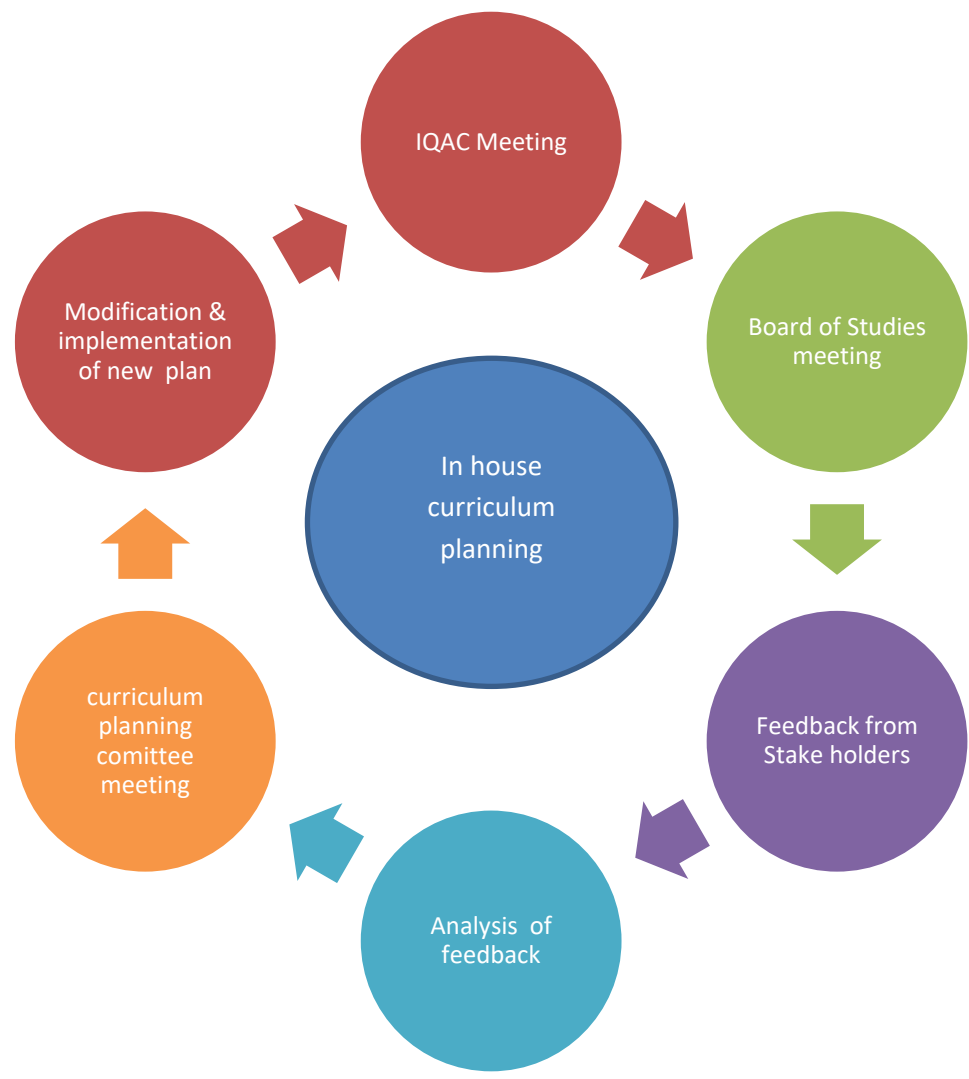 IQAC Meeting
Board of Studies
meeting
Feedback from
Stake holders
Analysis of
feedback
curriculum
planning
comittee
meeting
Modification &
implementation
of new plan
In house
curriculum
planning